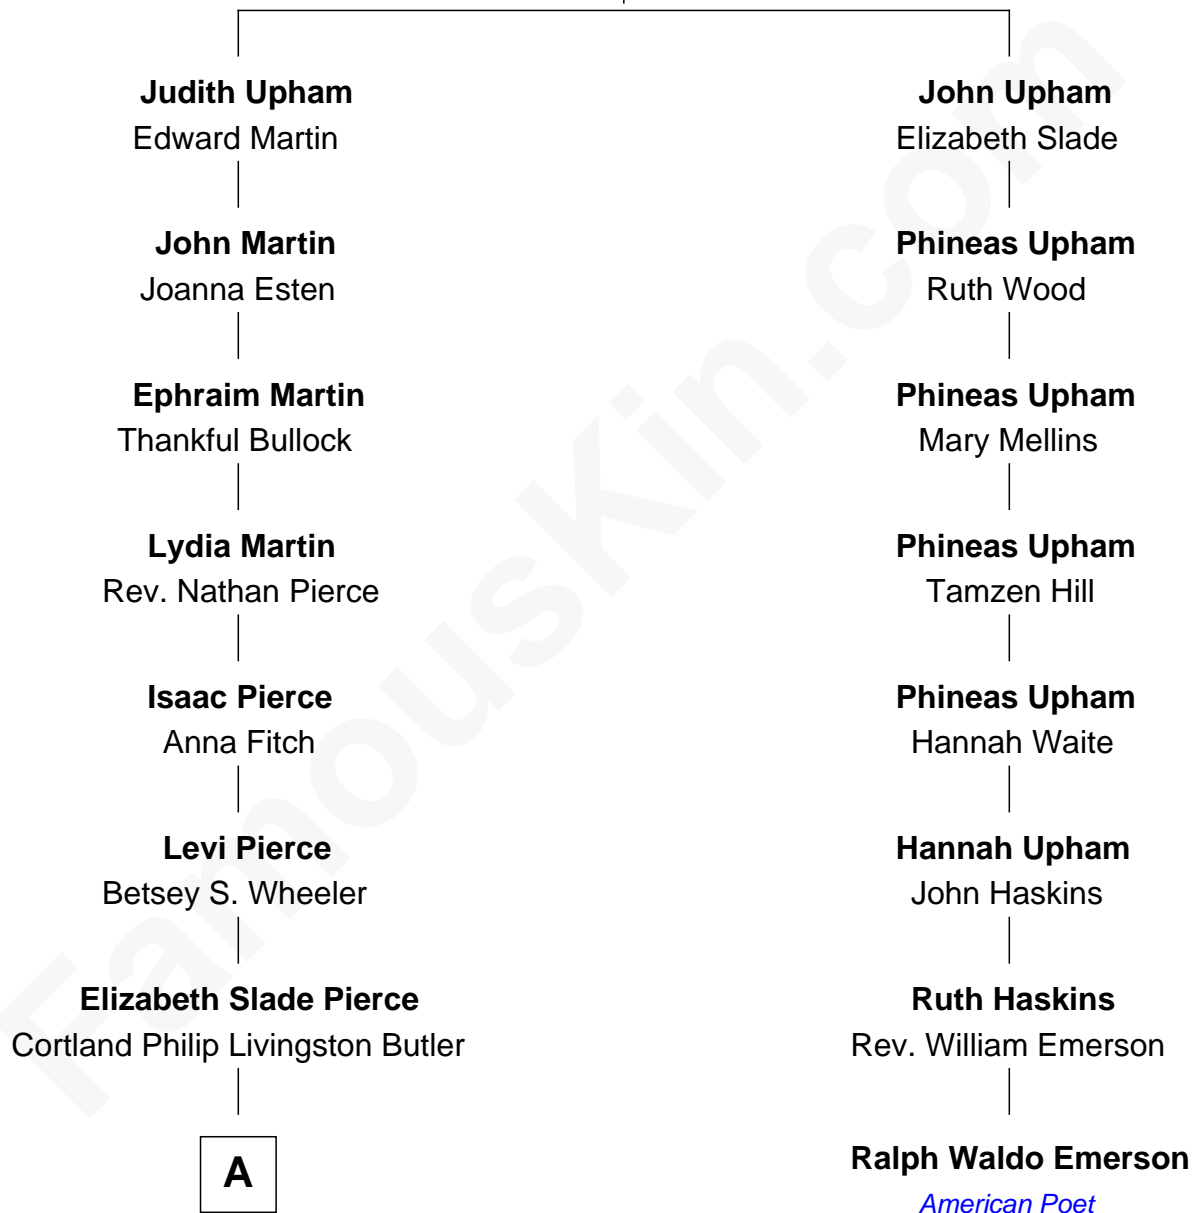 Judith Upham
Edward Martin
John Martin
Joanna Esten
Ephraim Martin
Thankful Bullock
Lydia Martin
Rev. Nathan Pierce
Isaac Pierce
Anna Fitch
Levi Pierce
Betsey S. Wheeler
Elizabeth Slade Pierce
Cortland Philip Livingston Butler
A
John Upham
Elizabeth Slade
Phineas Upham
Ruth Wood
Phineas Upham
Mary Mellins
Phineas Upham
Tamzen Hill
Phineas Upham
Hannah Waite
Hannah Upham
John Haskins
Ruth Haskins
Rev. William Emerson
Ralph Waldo Emerson
American Poet
FamousKin.com